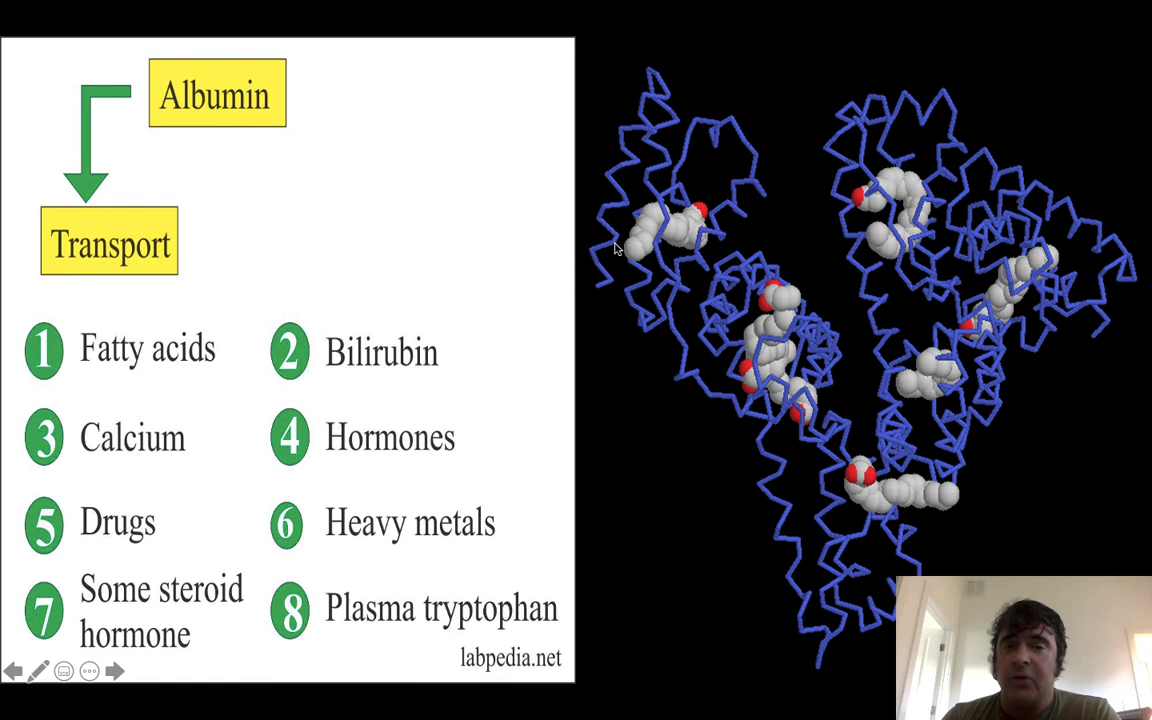 Albumin
Transport
1 Fatty acids
2 Bilirubin
3 Calcium
4 Hormones
5 Drugs
6 Heavy metals
7 Some steroid
hormone
8 Plasma tryptophan
labpedia.net